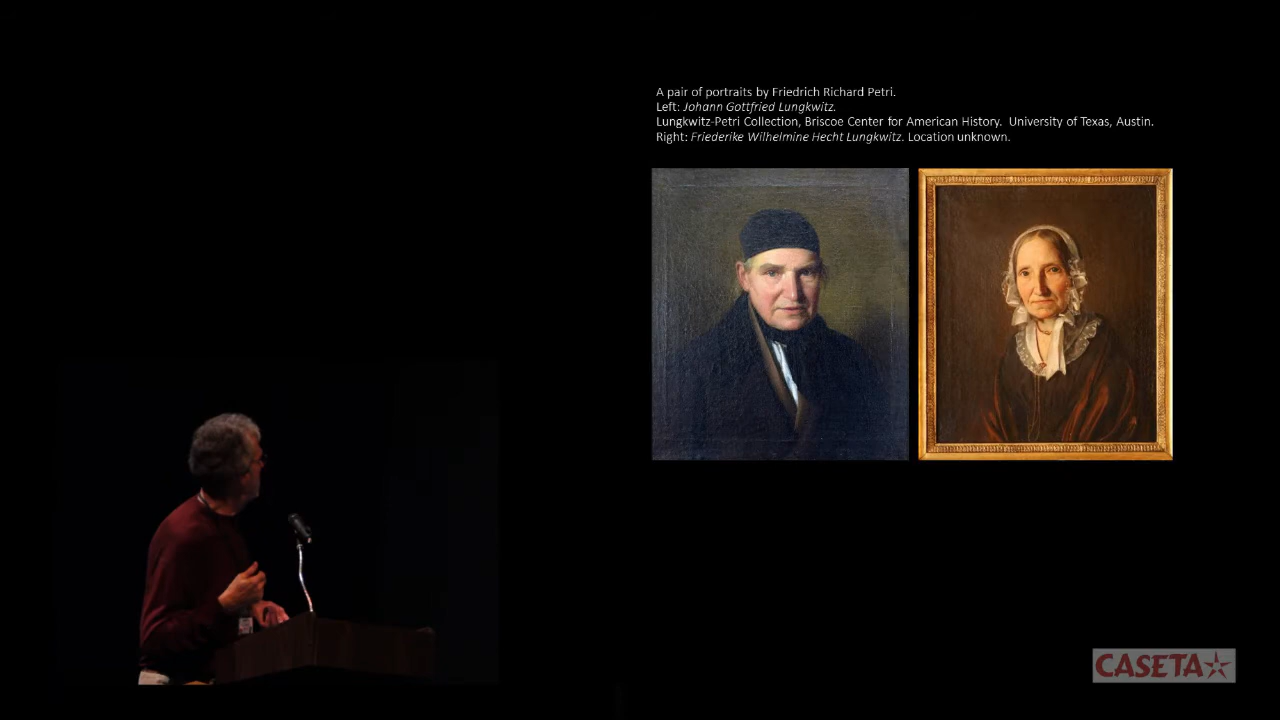 A pair of portraits by Friedrich Richard Petri.
Left: Johann Gottfried Lungkwitz.
Lungkwitz-Petri Collection, Briscoe Center for American History.  University of Texas, Austin.
Right: Friederike Wilhelmine Hecht Lungkwitz. Location unknown.
CASETA